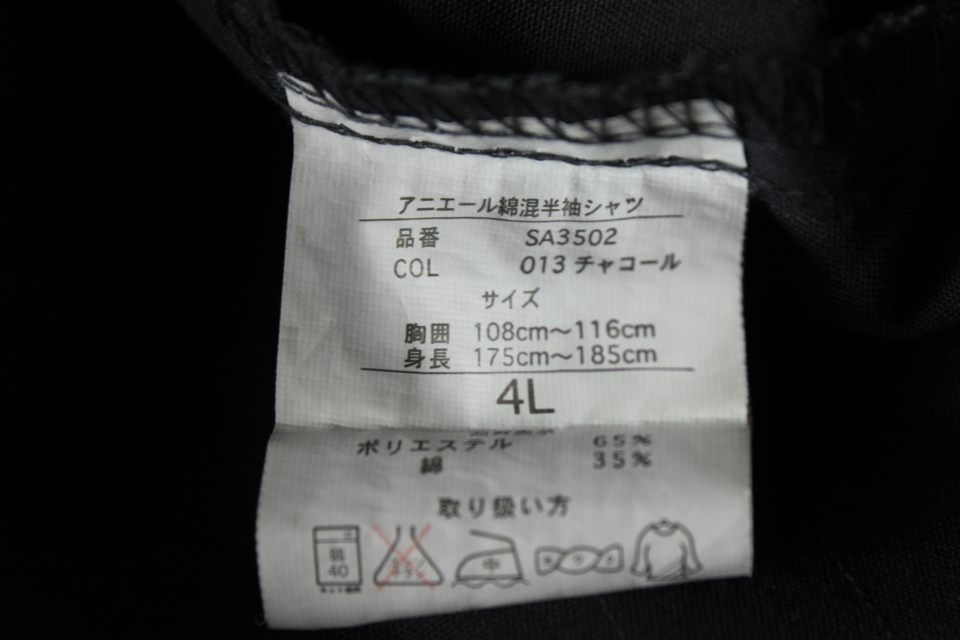 アニエール綿混半袖シャツ
品番 SA3502
COL 013 チャコール
サイズ
胸囲 108cm〜116cm
身長 175cm〜185cm
4L
ポリエステル 65%
綿 35%
取り扱い方
弱 40 中